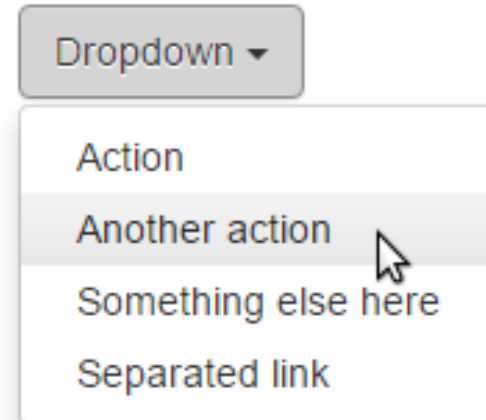 Dropdown
Action
Another action
Something else here
Separated link